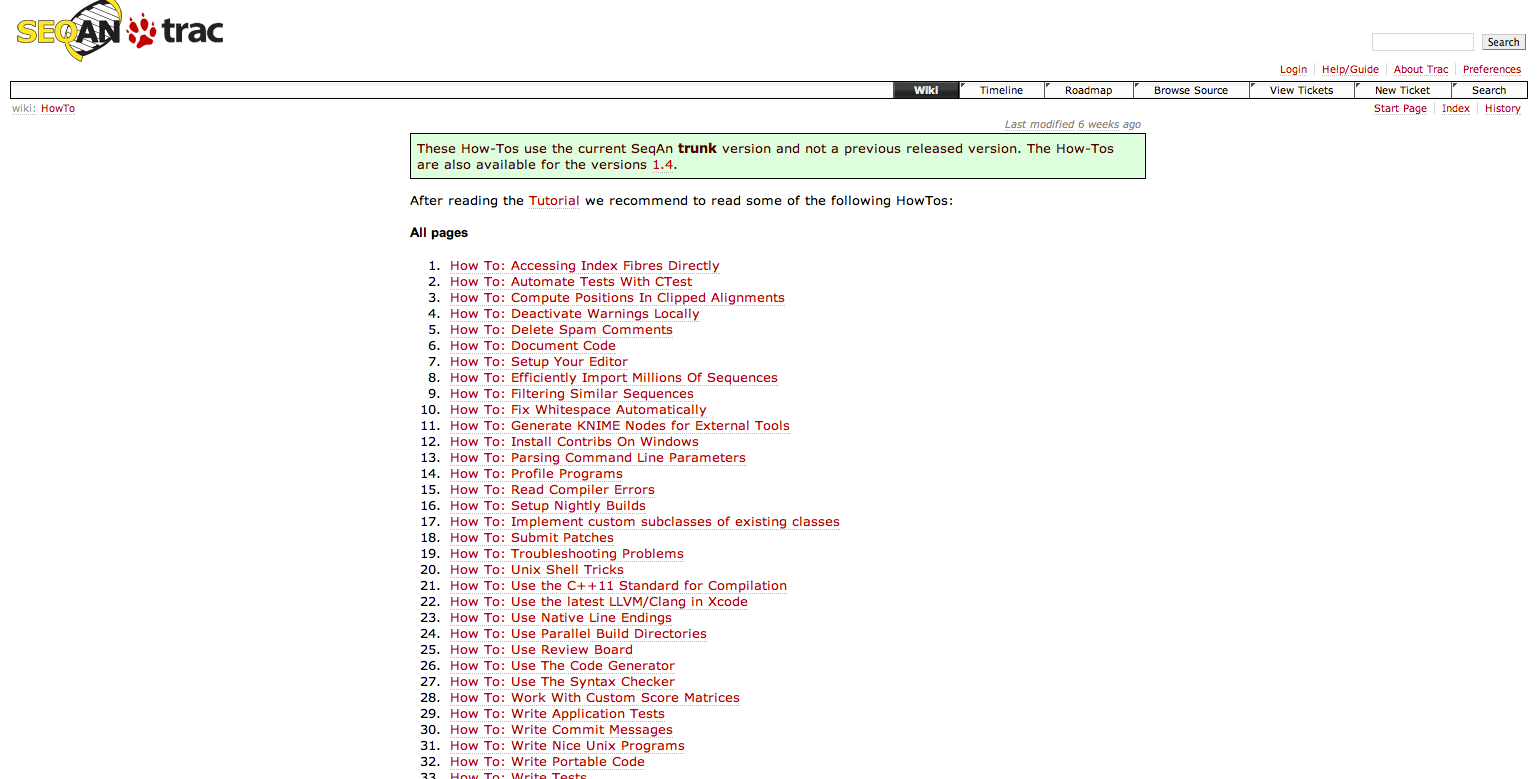 SEQAN trac
Search
Login Help/Guide About Trac Preferences
Wiki Timeline Roadmap Browse Source View Tickets New Ticket Search
wiki: HowTo Start Page Index History
Last modified 6 weeks ago
These How-Tos use the current SeqAn trunk version and not a previous released version. The How-Tos
are also available for the versions 1.4.
After reading the Tutorial we recommend to read some of the following HowTos:
All pages
1. How To: Accessing Index Fibres Directly
2. How To: Automate Tests With CTest
3. How To: Compute Positions In Clipped Alignments
4. How To: Deactivate Warnings Locally
5. How To: Delete Spam Comments
6. How To: Document Code
7. How To: Setup Your Editor
8. How To: Efficiently Import Millions Of Sequences
9. How To: Filtering Similar Sequences
10. How To: Fix Whitespace Automatically
11. How To: Generate KNIME Nodes for External Tools
12. How To: Install Contribs On Windows
13. How To: Parsing Command Line Parameters
14. How To: Profile Programs
15. How To: Read Compiler Errors
16. How To: Setup Nightly Builds
17. How To: Implement custom subclasses of existing classes
18. How To: Submit Patches
19. How To: Troubleshooting Problems
20. How To: Unix Shell Tricks
21. How To: Use the C++11 Standard for Compilation
22. How To: Use the latest LLVM/Clang in Xcode
23. How To: Use Native Line Endings
24. How To: Use Parallel Build Directories
25. How To: Use Review Board
26. How To: Use The Code Generator
27. How To: Use The Syntax Checker
28. How To: Work With Custom Score Matrices
29. How To: Write Application Tests
30. How To: Write Commit Messages
31. How To: Write Nice Unix Programs
32. How To: Write Portable Code
33. How To: Write Tests